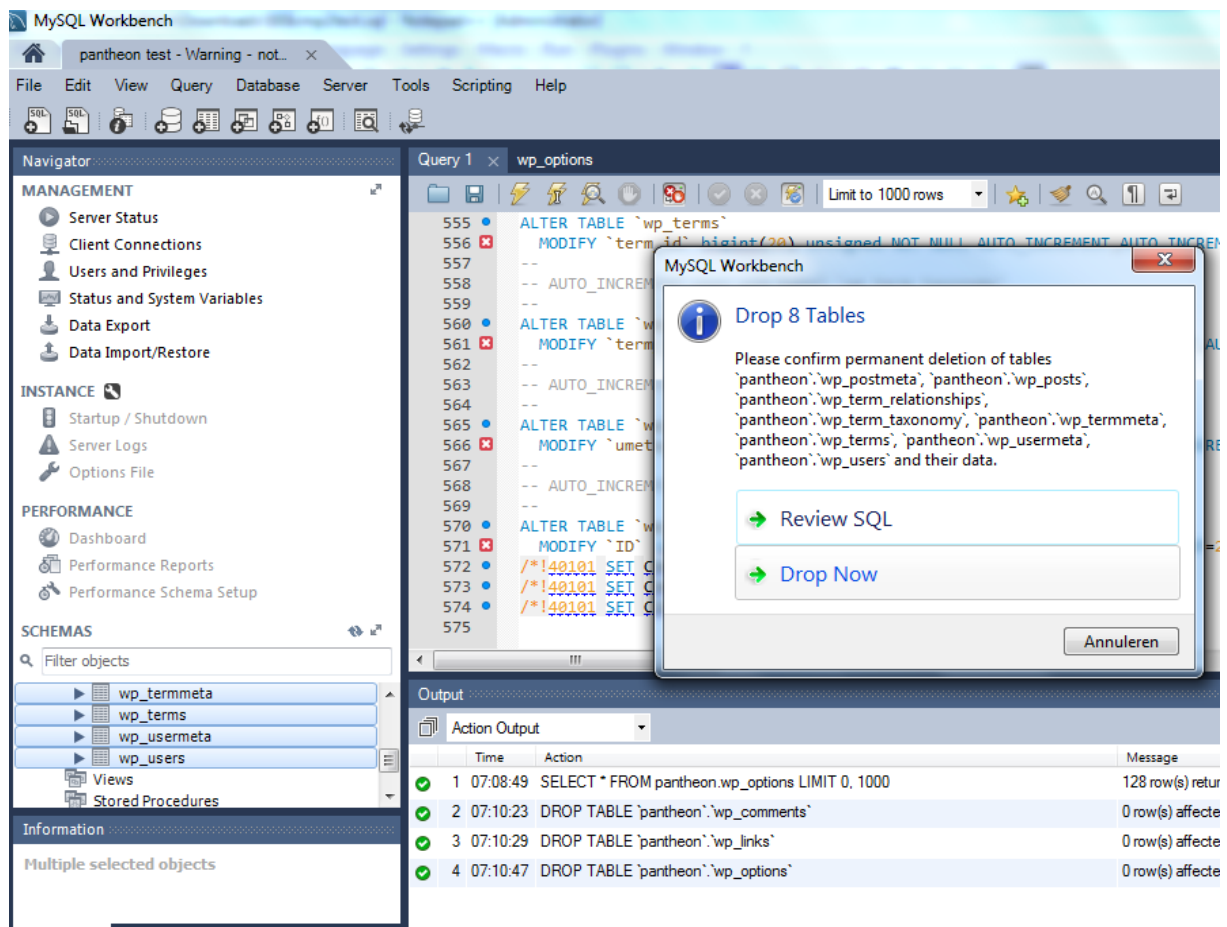 MySQL Workbench
pantheon test - Warning - not...
File Edit View Query Database Server Tools Scripting Help
Navigator
MANAGEMENT
Server Status
Client Connections
Users and Privileges
Status and System Variables
Data Export
Data Import/Restore
INSTANCE
Startup / Shutdown
Server Logs
Options File
PERFORMANCE
Dashboard
Performance Reports
Performance Schema Setup
SCHEMAS
Filter objects
wp_termmeta
wp_terms
wp_usermeta
wp_users
Views
Stored Procedures
Information
Multiple selected objects
Query 1 wp_options
Limit to 1000 rows
555 ALTER TABLE `wp_terms`
556 MODIFY `term_id` bigint(20) unsigned NOT NULL AUTO_INCREMENT, AUTO_INCREM
557 --
558 -- AUTO_INCREM
559 --
560 ALTER TABLE `w
561 MODIFY `term AU
562 --
563 -- AUTO_INCREM
564 --
565 ALTER TABLE `w
566 MODIFY `umet RE
567 --
568 -- AUTO_INCREM
569 --
570 ALTER TABLE `w
571 MODIFY `ID` =2
572 /*!40101 SET C
573 /*!40101 SET C
574 /*!40101 SET C
575
MySQL Workbench
Drop 8 Tables
Please confirm permanent deletion of tables
`pantheon`.`wp_postmeta`, `pantheon`.`wp_posts`,
`pantheon`.`wp_term_relationships`,
`pantheon`.`wp_term_taxonomy`, `pantheon`.`wp_termmeta`,
`pantheon`.`wp_terms`, `pantheon`.`wp_usermeta`,
`pantheon`.`wp_users` and their data.
Review SQL
Drop Now
Annuleren
Output
Action Output
Time Action Message
1 07:08:49 SELECT * FROM pantheon.wp_options LIMIT 0, 1000 128 row(s) retur
2 07:10:23 DROP TABLE `pantheon`.`wp_comments` 0 row(s) affecte
3 07:10:29 DROP TABLE `pantheon`.`wp_links` 0 row(s) affecte
4 07:10:47 DROP TABLE `pantheon`.`wp_options` 0 row(s) affecte